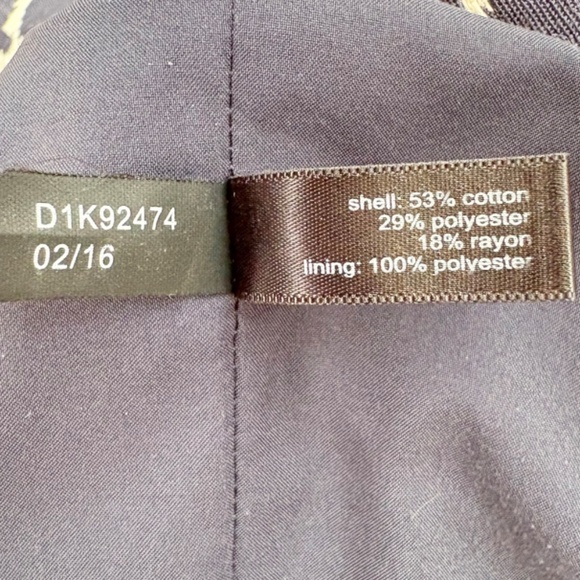 D1K92474
02/16
shell: 53% cotton
29% polyester
18% rayon
lining: 100% polyester